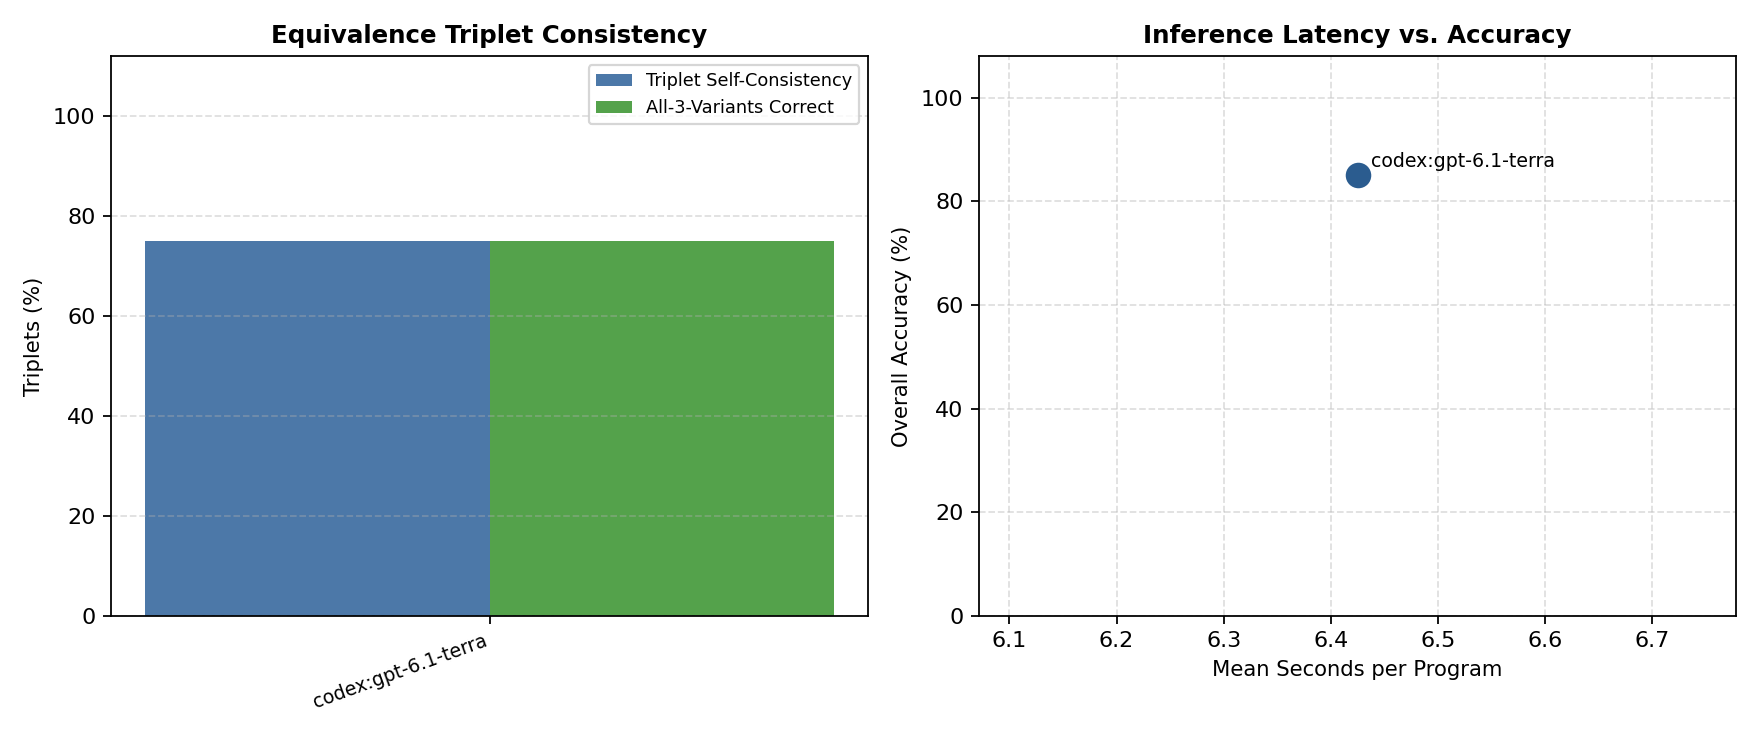 Equivalence Triplet Consistency
Triplet Self-Consistency
All-3-Variants Correct
Triplets (%)
100
80
60
40
20
0
codex:gpt-6.1-terra
Inference Latency vs. Accuracy
codex:gpt-6.1-terra
Overall Accuracy (%)
100
80
60
40
20
0
6.1 6.2 6.3 6.4 6.5 6.6 6.7
Mean Seconds per Program